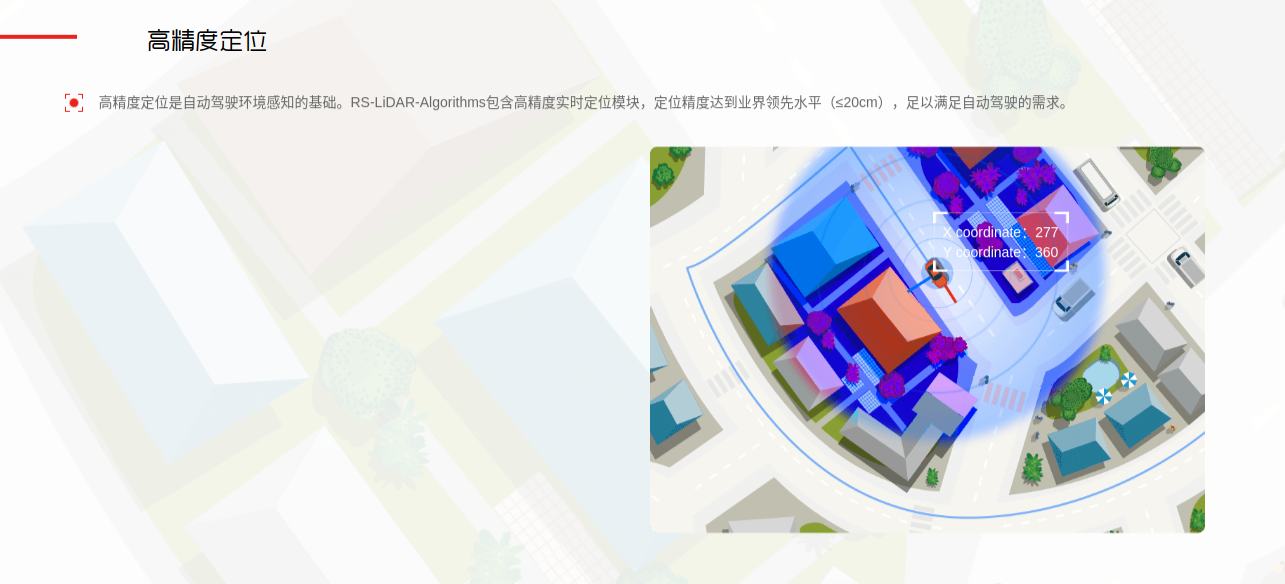 高精度定位
高精度定位是自动驾驶环境感知的基础。RS-LiDAR-Algorithms包含高精度实时定位模块，定位精度达到业界领先水平（≤20cm），足以满足自动驾驶的需求。
X coordinate：277
Y coordinate：360